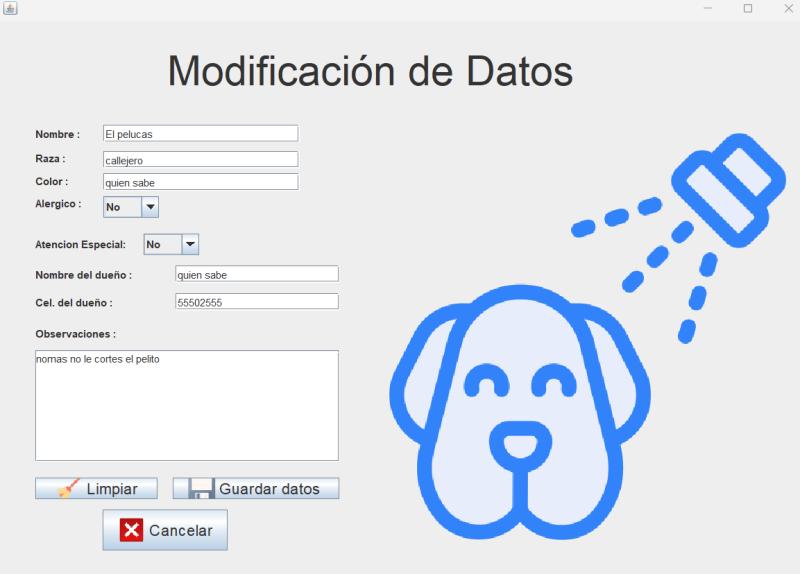 Modificación de Datos
Nombre : El pelucas
Raza : callejero
Color : quien sabe
Alergico : No
Atencion Especial: No
Nombre del dueño : quien sabe
Cel. del dueño : 55502555
Observaciones :
nomas no le cortes el pelito
Limpiar Guardar datos
Cancelar